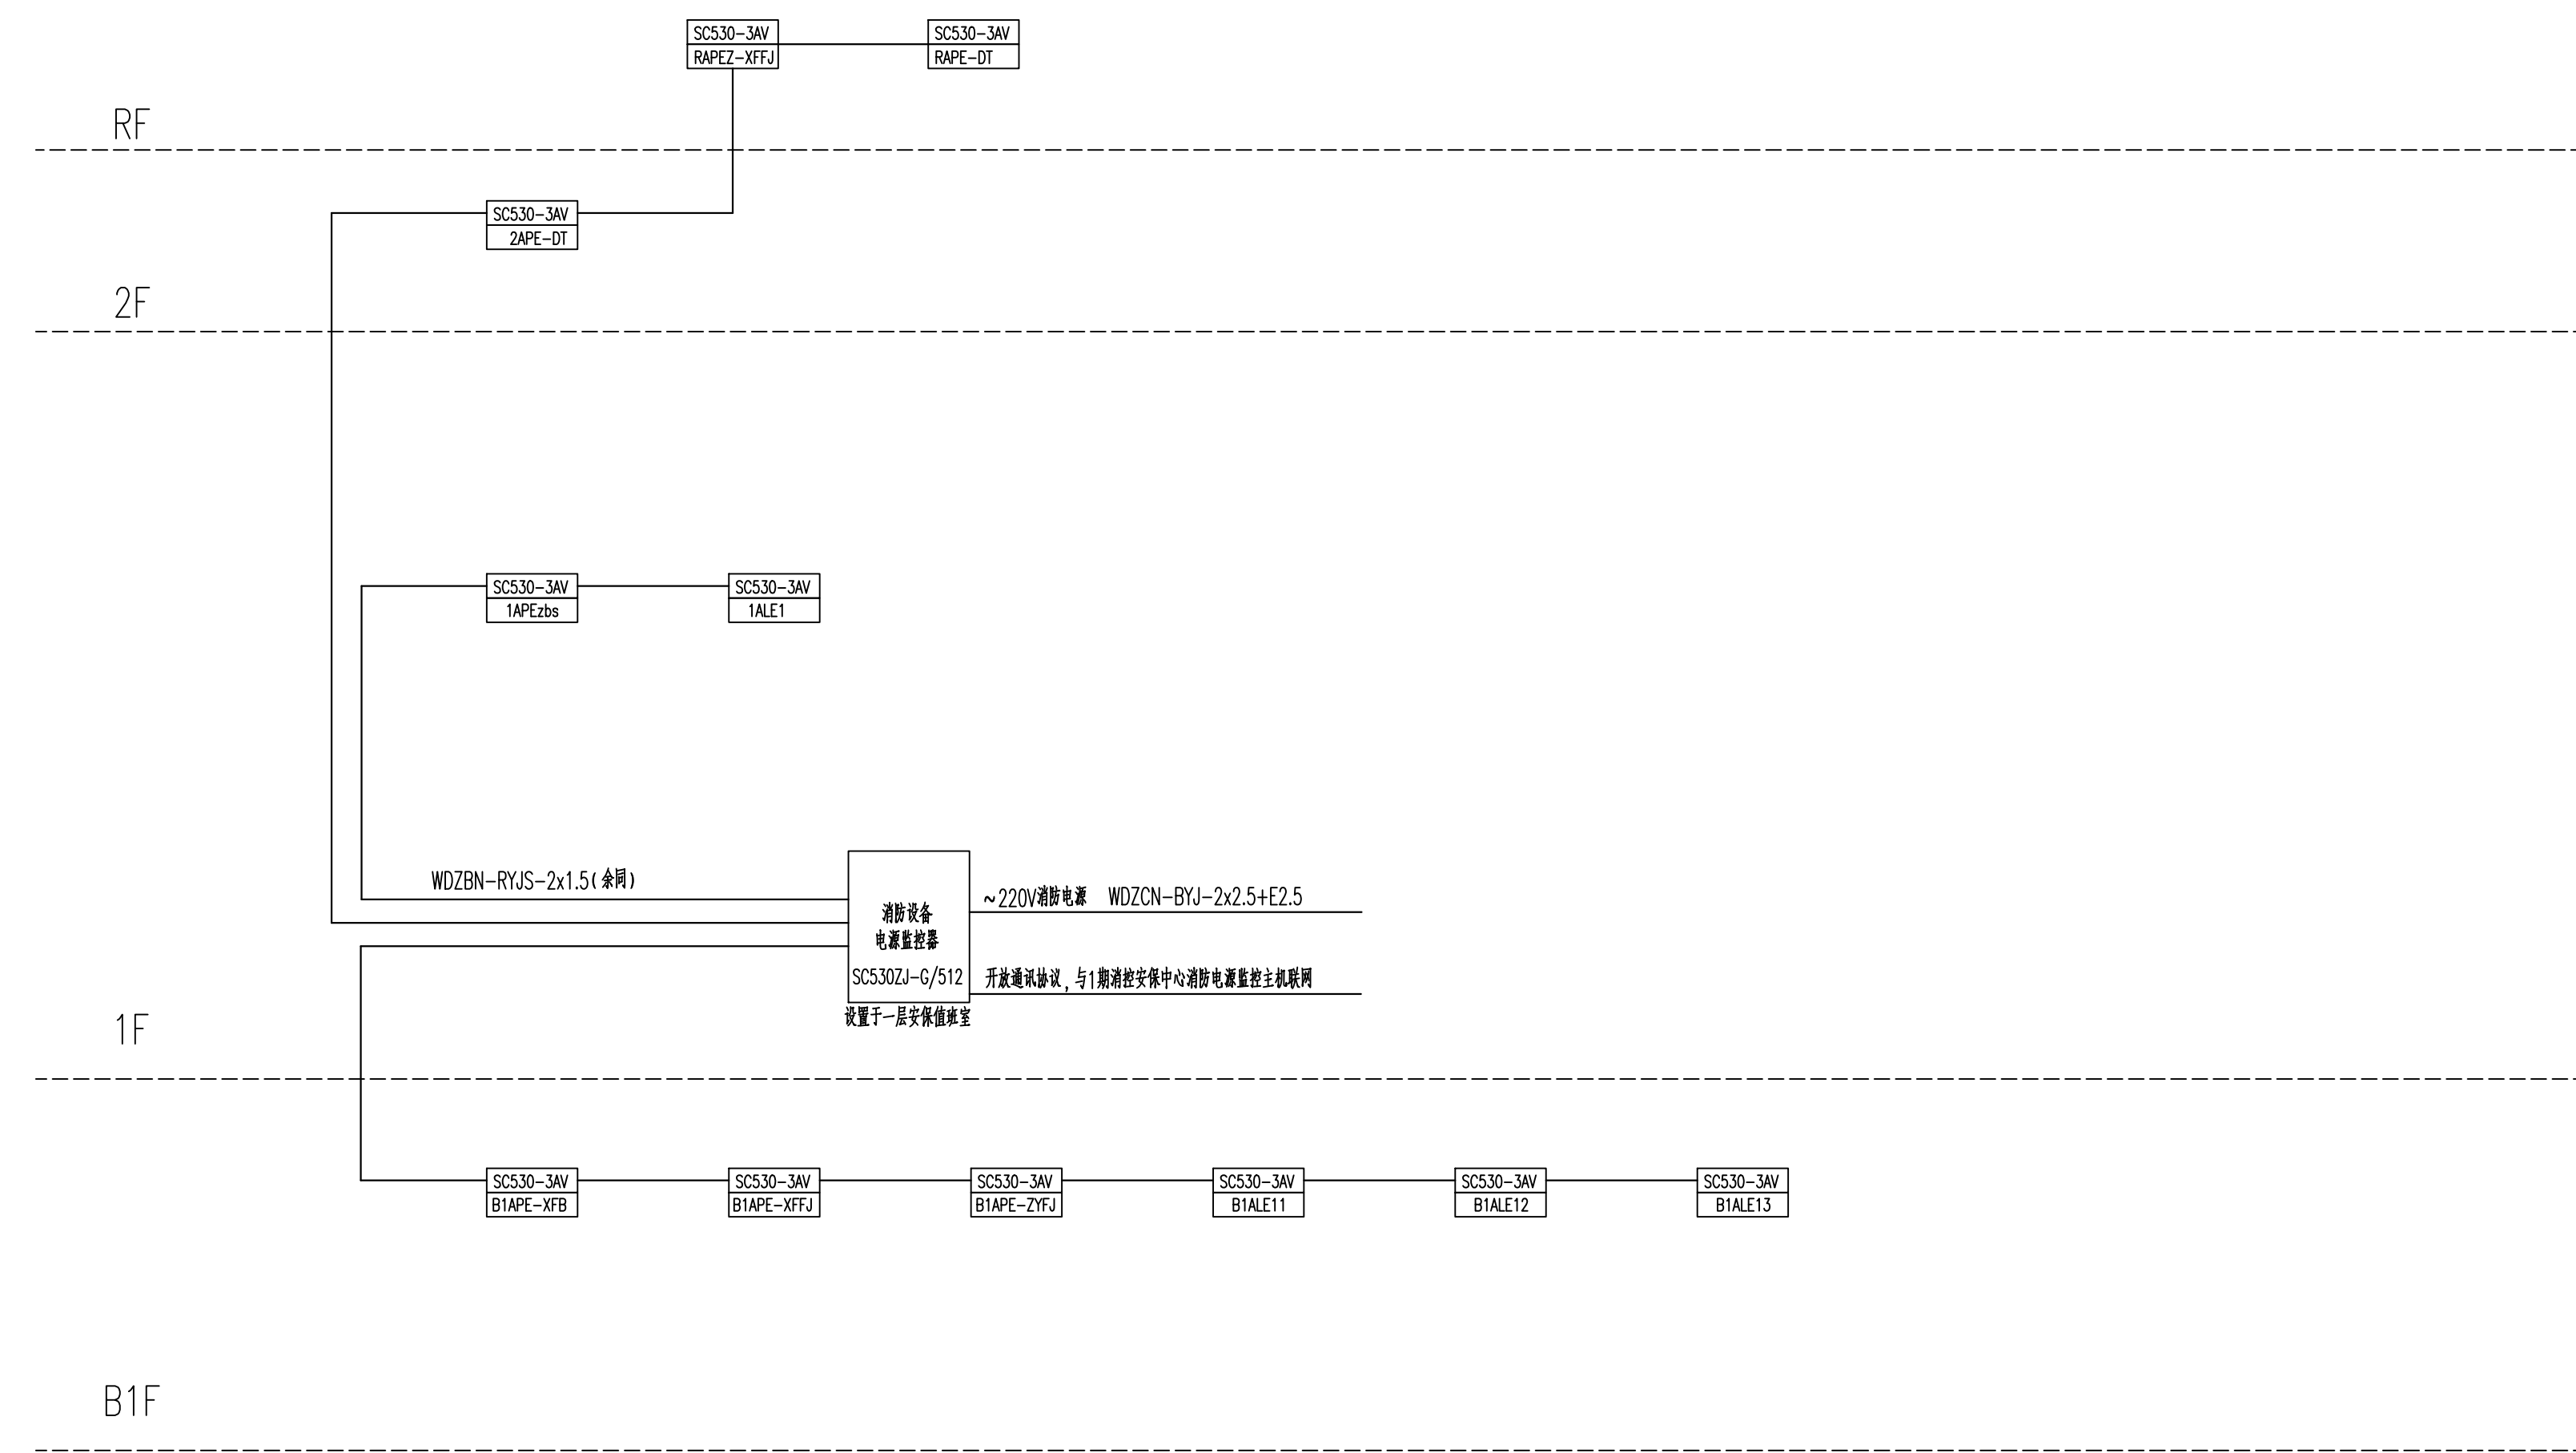 SC530-3AV
RAPEZ-XFFJ
SC530-3AV
RAPE-DT
RF
SC530-3AV
2APE-DT
2F
SC530-3AV
1APEzbs
SC530-3AV
1ALE1
WDZBN-RYJS-2x1.5(余同)
消防设备
电源监控器
SC530ZJ-G/512
设置于一层安保值班室
~220V消防电源 WDZCN-BYJ-2x2.5+E2.5
开放通讯协议,与1期消控安保中心消防电源监控主机联网
1F
SC530-3AV
B1APE-XFB
SC530-3AV
B1APE-XFFJ
SC530-3AV
B1APE-ZYFJ
SC530-3AV
B1ALE11
SC530-3AV
B1ALE12
SC530-3AV
B1ALE13
B1F